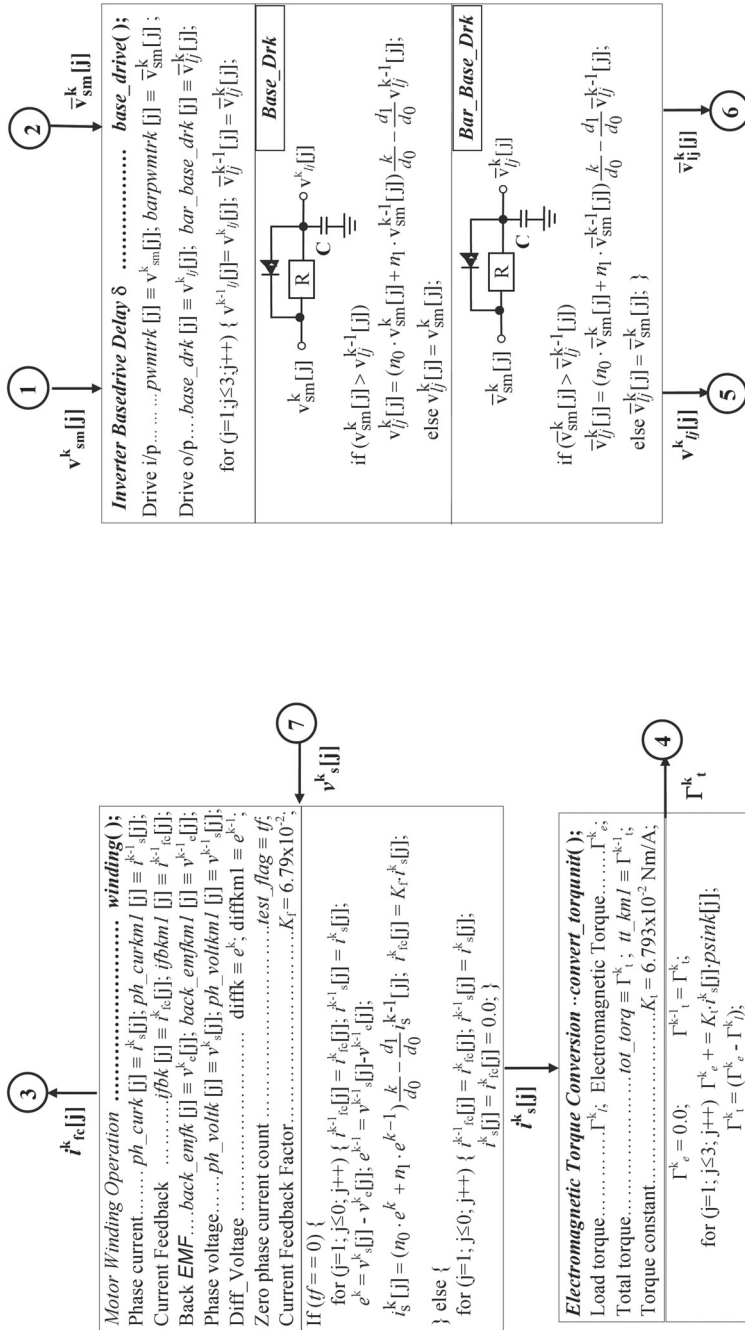 3
i^k_fc[j]
Motor Winding Operation .............................. winding();
Phase current....... ph_curk [j] ≡ i^k_s[j]; ph_curkm1 [j] ≡ i^k-1_s[j];
Current Feedback .........ifbk [j] ≡ i^k_fc[j]; ifbkm1 [j] ≡ i^k-1_fc[j];
Back EMF... back_emfk [j] ≡ v^k_e[j]; back_emfkm1 [j] ≡ v^k-1_e[j];
Phase voltage......ph_voltk [j] ≡ v^k_s[j]; ph_voltkm1 [j] ≡ v^k-1_s[j];
Diff_Voltage ............................ diffk ≡ e^k, diffkm1 ≡ e^k-1,
Zero phase current count ............................test_flag ≡ tf,
Current Feedback Factor............................K_f = 6.79x10^-2,
7
v^k_s[j]
If (tf == 0) {
for (j=1; j≤0; j++) { i^k-1_fc[j] = i^k_fc[j]; i^k-1_s[j] = i^k_s[j];
e^k = v^k_s[j] - v^k_e[j]; e^k-1 = v^k-1_s[j]-v^k-1_e[j];
i^k_s[j] = (n_0 · e^k + n_1 · e^k-1) k/d_0 − d_1/d_0 i^k-1_s[j]; i^k_fc[j] = K_f·i^k_s[j];
} else {
for (j=1; j≤0; j++) { i^k-1_fc[j] = i^k_fc[j]; i^k-1_s[j] = i^k_s[j];
i^k_s[j] = i^k_fc[j] = 0.0; }
i^k_s[j]
Electromagnetic Torque Conversion ··convert_torqunit();
Load torque.............Γ^k_l, Electromagnetic Torque.......Γ^k_e,
Total torque........................tot_torq ≡ Γ^k_t, tt_km1 ≡ Γ^k-1_t,
Torque constant........................K_t = 6.793x10^-2 Nm/A;
4
Γ^k_t
Γ^k_e = 0.0; Γ^k-1_t = Γ^k_t;
for (j=1; j≤3; j++) Γ^k_e + = K_t·i^k_s[j]·psink[j];
Γ^k_t = (Γ^k_e - Γ^k_l);
1
2
v^k_sm[j]
v̅^k_sm[j]
Inverter Basedrive Delay δ ..................... base_drive();
Drive i/p........pwmtrk [j] ≡ v^k_sm[j]; barpwmtrk [j] ≡ v̅^k_sm[j] ;
Drive o/p.... base_drk [j] ≡ v^k_lj[j]; bar_base_drk [j] ≡ v̅^k_lj[j];
for (j=1;j≤3;j++) { v^k-1_lj[j]= v^k_lj[j]; v̅^k-1_lj[j] = v̅^k_lj[j];
Base_Drk
v^k_sm[j]
R
C
v^k_lj[j]
if (v^k_sm[j] > v^k-1_lj[j])
v^k_lj[j] = (n_0 · v^k_sm[j] + n_1 · v^k-1_sm[j]) k/d_0 − d_1/d_0 v^k-1_lj[j];
else v^k_lj[j] = v^k_sm[j];
Bar_Base_Drk
v̅^k_sm[j]
R
C
v̅^k_lj[j]
if (v̅^k_sm[j] > v̅^k-1_lj[j])
v̅^k_lj[j] = (n_0 · v̅^k_sm[j] + n_1 · v̅^k-1_sm[j]) k/d_0 − d_1/d_0 v̅^k-1_lj[j];
else v̅^k_lj[j] = v̅^k_sm[j]; }
v^k_lj[j]
v̅^k_lj[j]
5
6